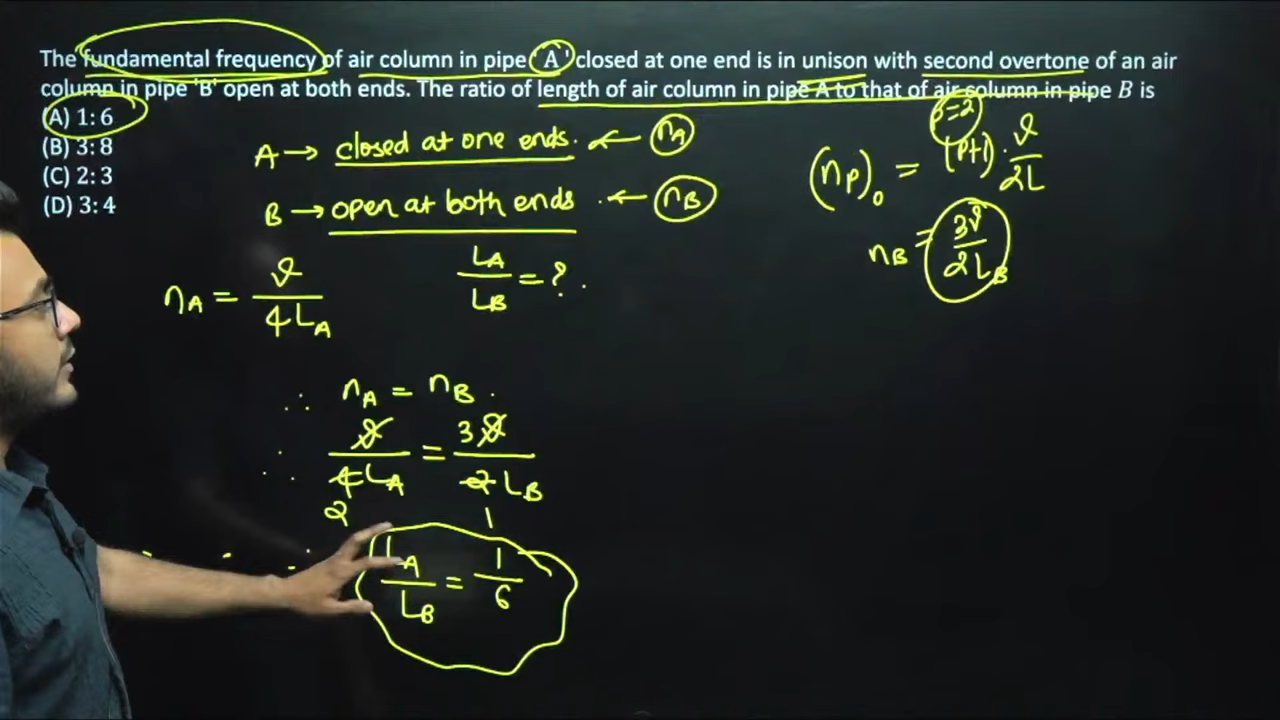 The fundamental frequency of air column in pipe 'A' closed at one end is in unison with second overtone of an air
column in pipe 'B' open at both ends. The ratio of length of air column in pipe A to that of air column in pipe B is
(A) 1: 6
(B) 3: 8
(C) 2: 3
(D) 3: 4
A → closed at one ends. ← nA
B → open at both ends . ← nB
p=2
(np)o = (p+1) . v/2L
nB = 3v/2LB
nA = v/4LA
LA/LB = ? .
∴ nA = nB .
∴ v/4LA = 3v/2LB
2 1
LA/LB = 1/6